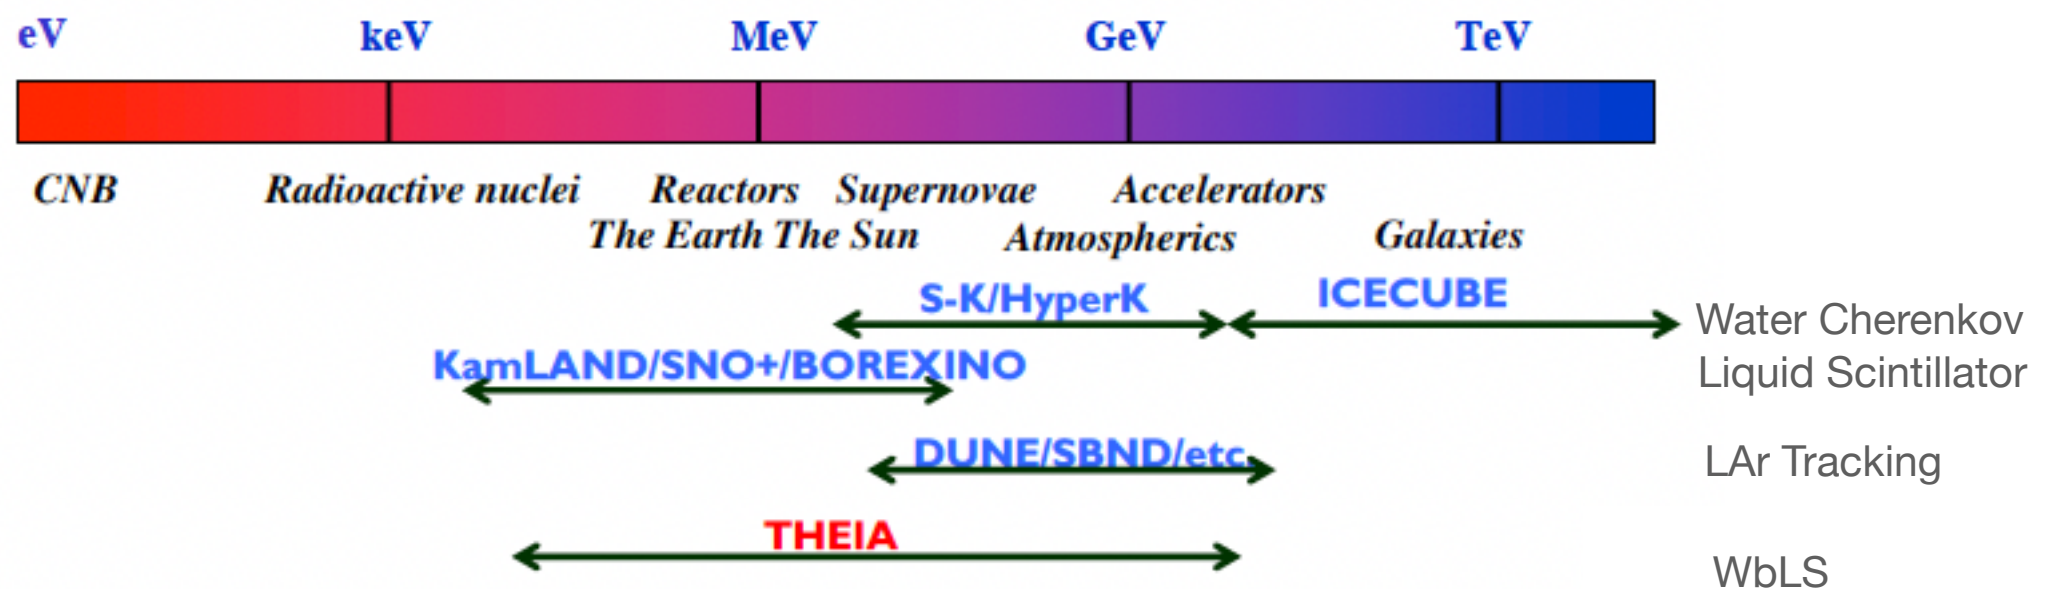 eV keV MeV GeV TeV
CNB Radioactive nuclei Reactors Supernovae Accelerators
The Earth The Sun Atmospherics Galaxies
S-K/HyperK ICECUBE Water Cherenkov
KamLAND/SNO+/BOREXINO Liquid Scintillator
DUNE/SBND/etc. LAr Tracking
THEIA
WbLS